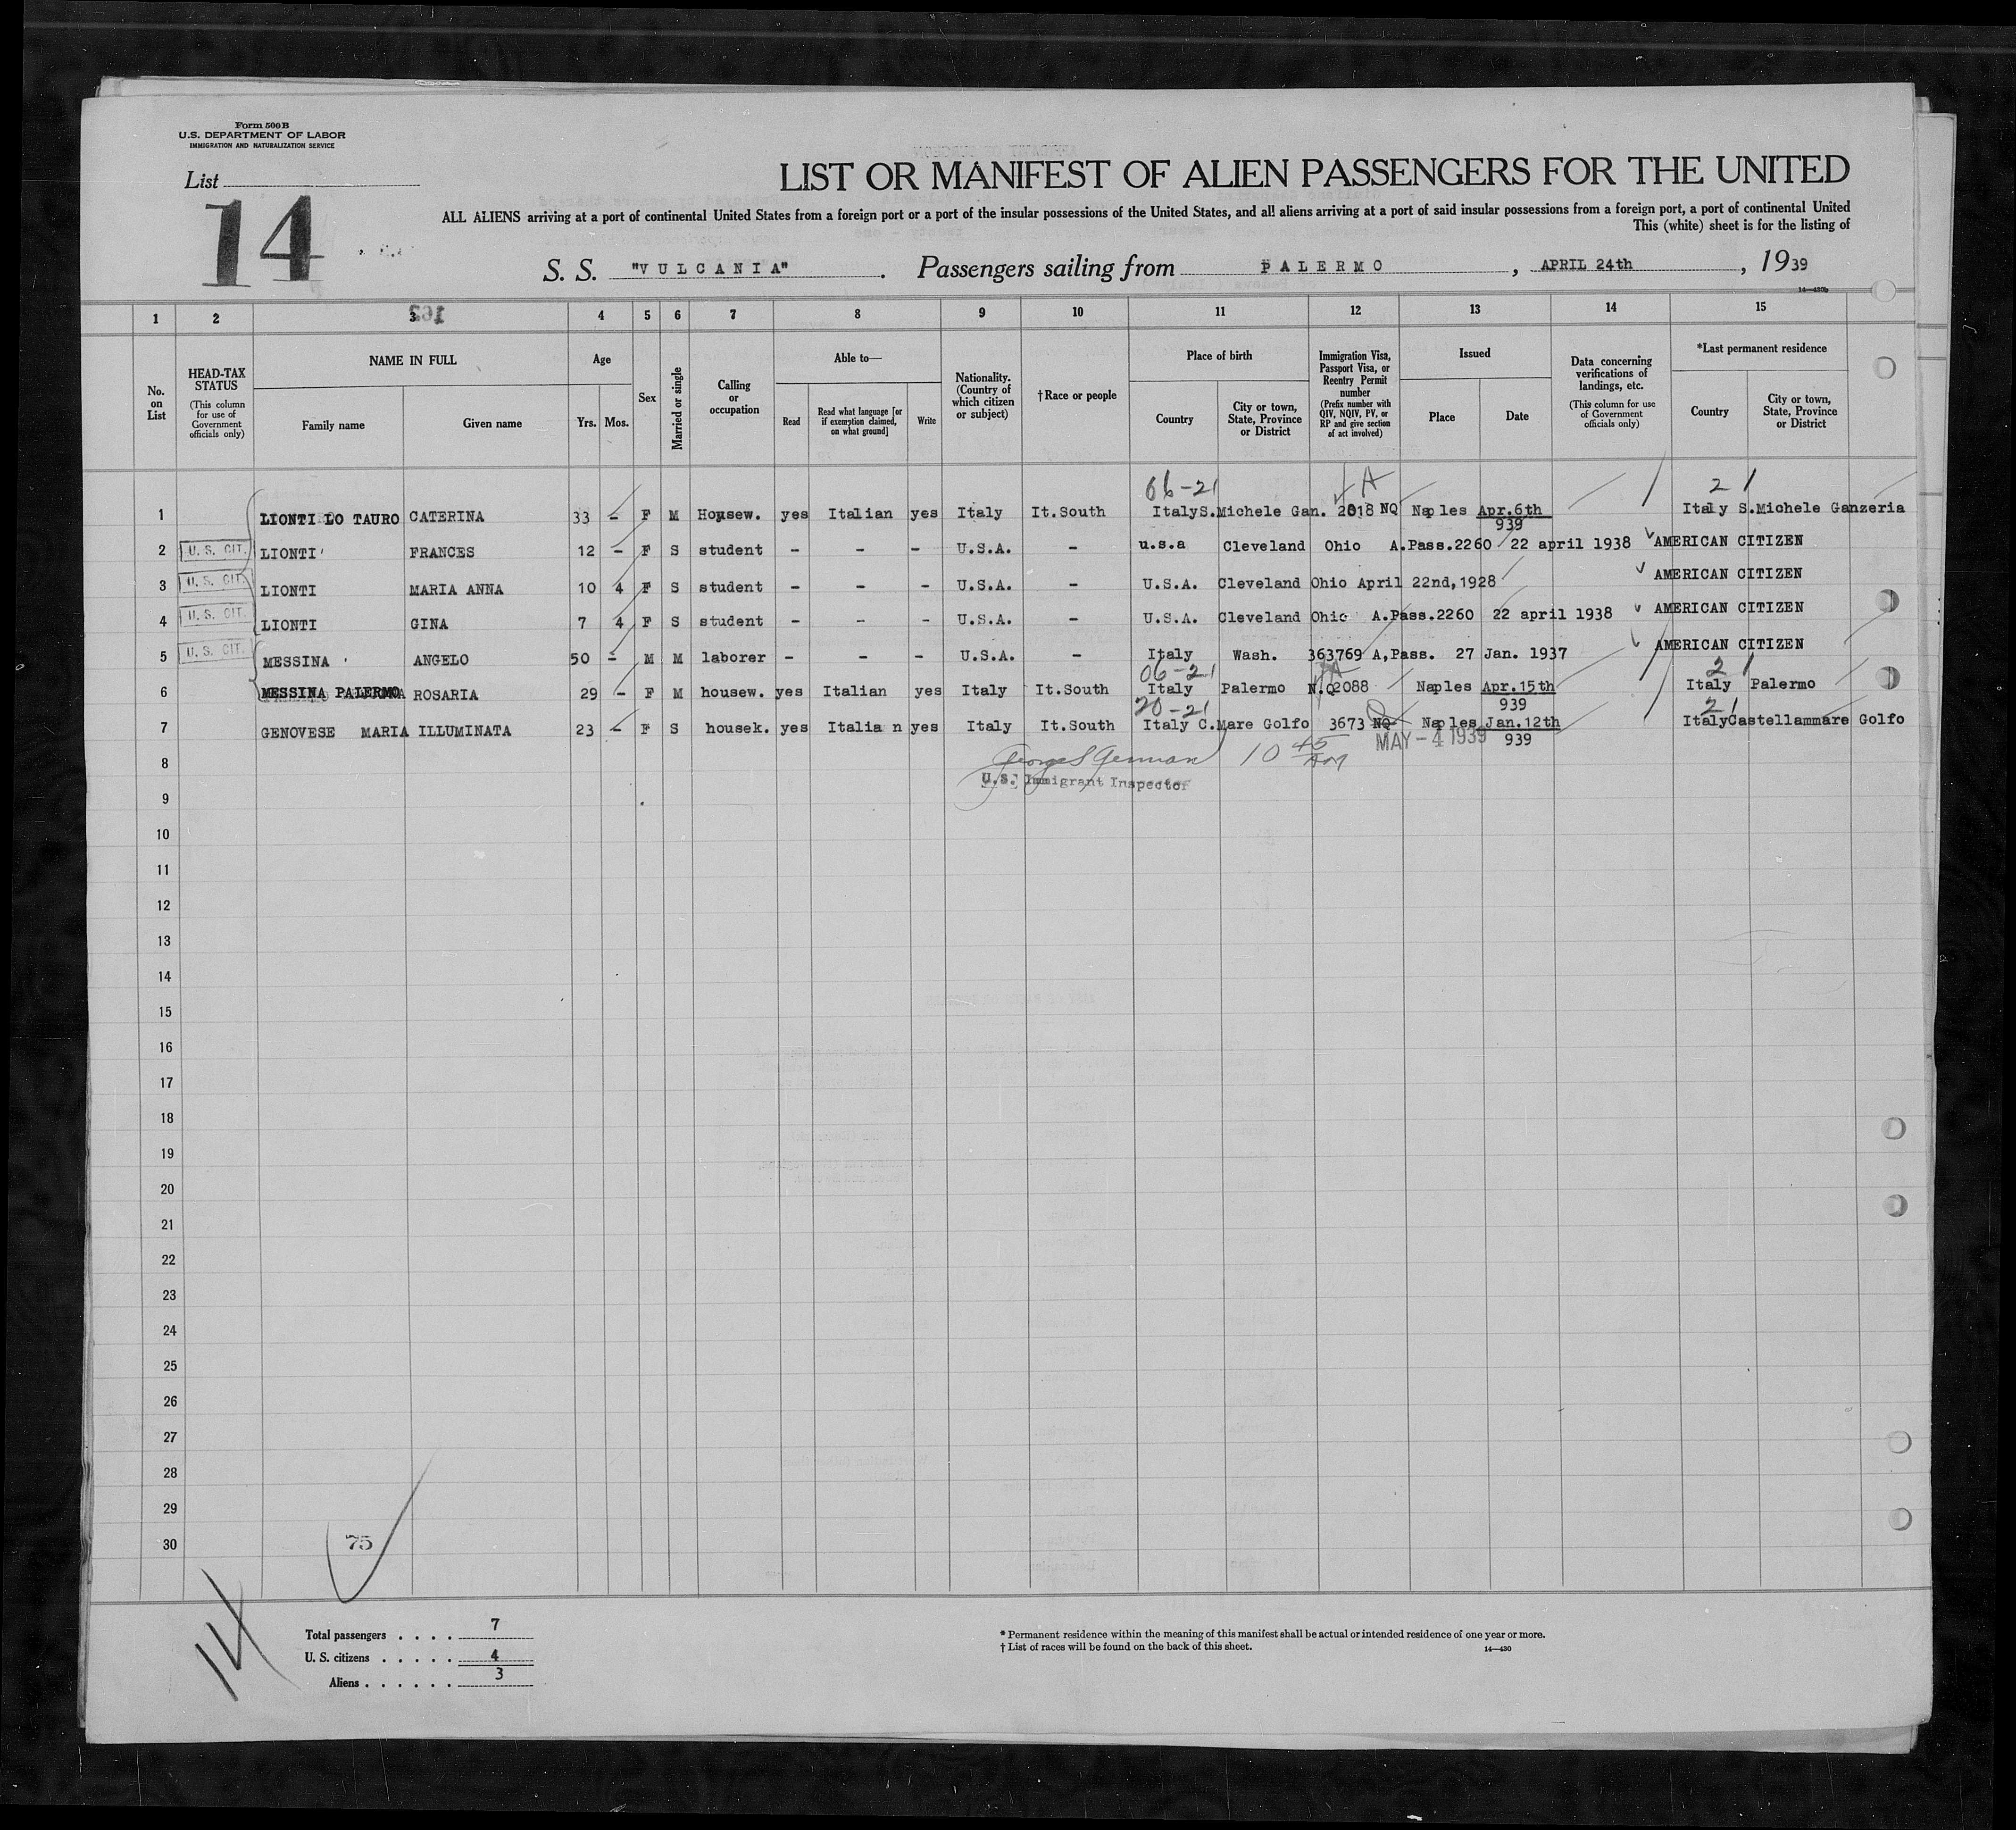 Form 500 B
U.S. DEPARTMENT OF LABOR
IMMIGRATION AND NATURALIZATION SERVICE
List
14
LIST OR MANIFEST OF ALIEN PASSENGERS FOR THE UNITED
ALL ALIENS arriving at a port of continental United States from a foreign port or a port of the insular possessions of the United States, and all aliens arriving at a port of said insular possessions from a foreign port, a port of continental United
This (white) sheet is for the listing of
S. S. "VULCANIA". Passengers sailing from PALERMO, APRIL 24th, 1939
14—430b
1 2 3 4 5 6 7 8 9 10 11 12 13 14 15
No. on List
HEAD-TAX STATUS (This column for use of Government officials only)
NAME IN FULL
Family name Given name
Age
Yrs. Mos.
Sex
Married or single
Calling or occupation
Able to—
Read Read what language [or if exemption claimed, on what ground] Write
Nationality. (Country of which citizen or subject)
†Race or people
Place of birth
Country City or town, State, Province or District
Immigration Visa, Passport Visa, or Reentry Permit number (Prefix number with QIV, NQIV, PV, or RP and give section of act involved)
Issued
Place Date
Data concerning verifications of landings, etc. (This column for use of Government officials only)
*Last permanent residence
Country City or town, State, Province or District
06-21 A 2 1
1 LIONTI LO TAURO CATERINA 33 - F M Housew. yes Italian yes Italy It.South Italy S.Michele Gan. 2018 NQ Naples Apr.6th 939 Italy S.Michele Ganzeria
2 U. S. CIT. LIONTI FRANCES 12 - F S student - - - U.S.A. - u.s.a Cleveland Ohio A.Pass.2260 22 april 1938 AMERICAN CITIZEN
3 U. S. CIT. LIONTI MARIA ANNA 10 4 F S student - - - U.S.A. - U.S.A. Cleveland Ohio April 22nd,1928 AMERICAN CITIZEN
4 U. S. CIT. LIONTI GINA 7 4 F S student - - - U.S.A. - U.S.A. Cleveland Ohio A.Pass.2260 22 april 1938 AMERICAN CITIZEN
5 U. S. CIT. MESSINA ANGELO 50 - M M laborer - - - U.S.A. - Italy Wash. 363769 A,Pass. 27 Jan. 1937 AMERICAN CITIZEN
06-21 A 2 1
6 MESSINA PALERMO ROSARIA 29 - F M housew. yes Italian yes Italy It.South Italy Palermo N.Q2088 Naples Apr.15th 939 Italy Palermo
20-21 2 1
7 GENOVESE MARIA ILLUMINATA 23 - F S housek. yes Italia n yes Italy It.South Italy C.Mare Golfo 3673 NQ Naples Jan.12th 939 Italy Castellammare Golfo
MAY - 4 1939
8 10 45 AM
U.S. Immigrant Inspector
9
10
11
12
13
14
15
16
17
18
19
20
21
22
23
24
25
26
27
28
29
30
75
14
Total passengers . . . . 7
U. S. citizens . . . . . 4
Aliens . . . . . . 3
* Permanent residence within the meaning of this manifest shall be actual or intended residence of one year or more.
† List of races will be found on the back of this sheet. 14—430